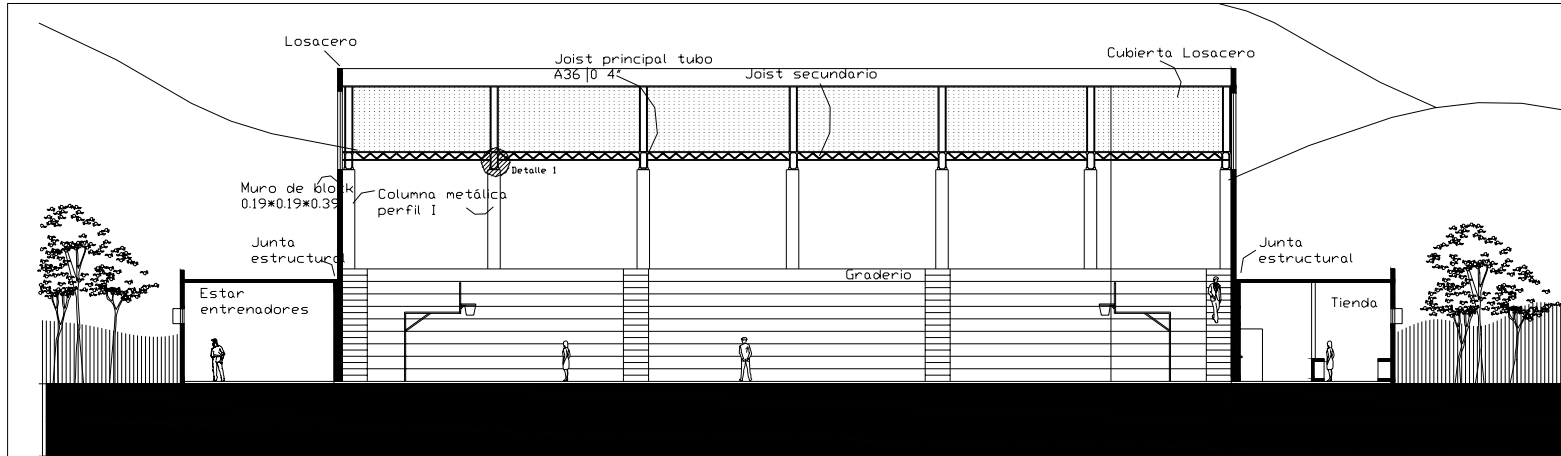 Losacero
Joist principal tubo
A36 |0 4"
Joist secundario
Cubierta Losacero
Detalle 1
Muro de block
0.19*0.19*0.39
Columna metálica
perfil I
Junta
estructural
Graderio
Junta
estructural
Estar
entrenadores
Tienda